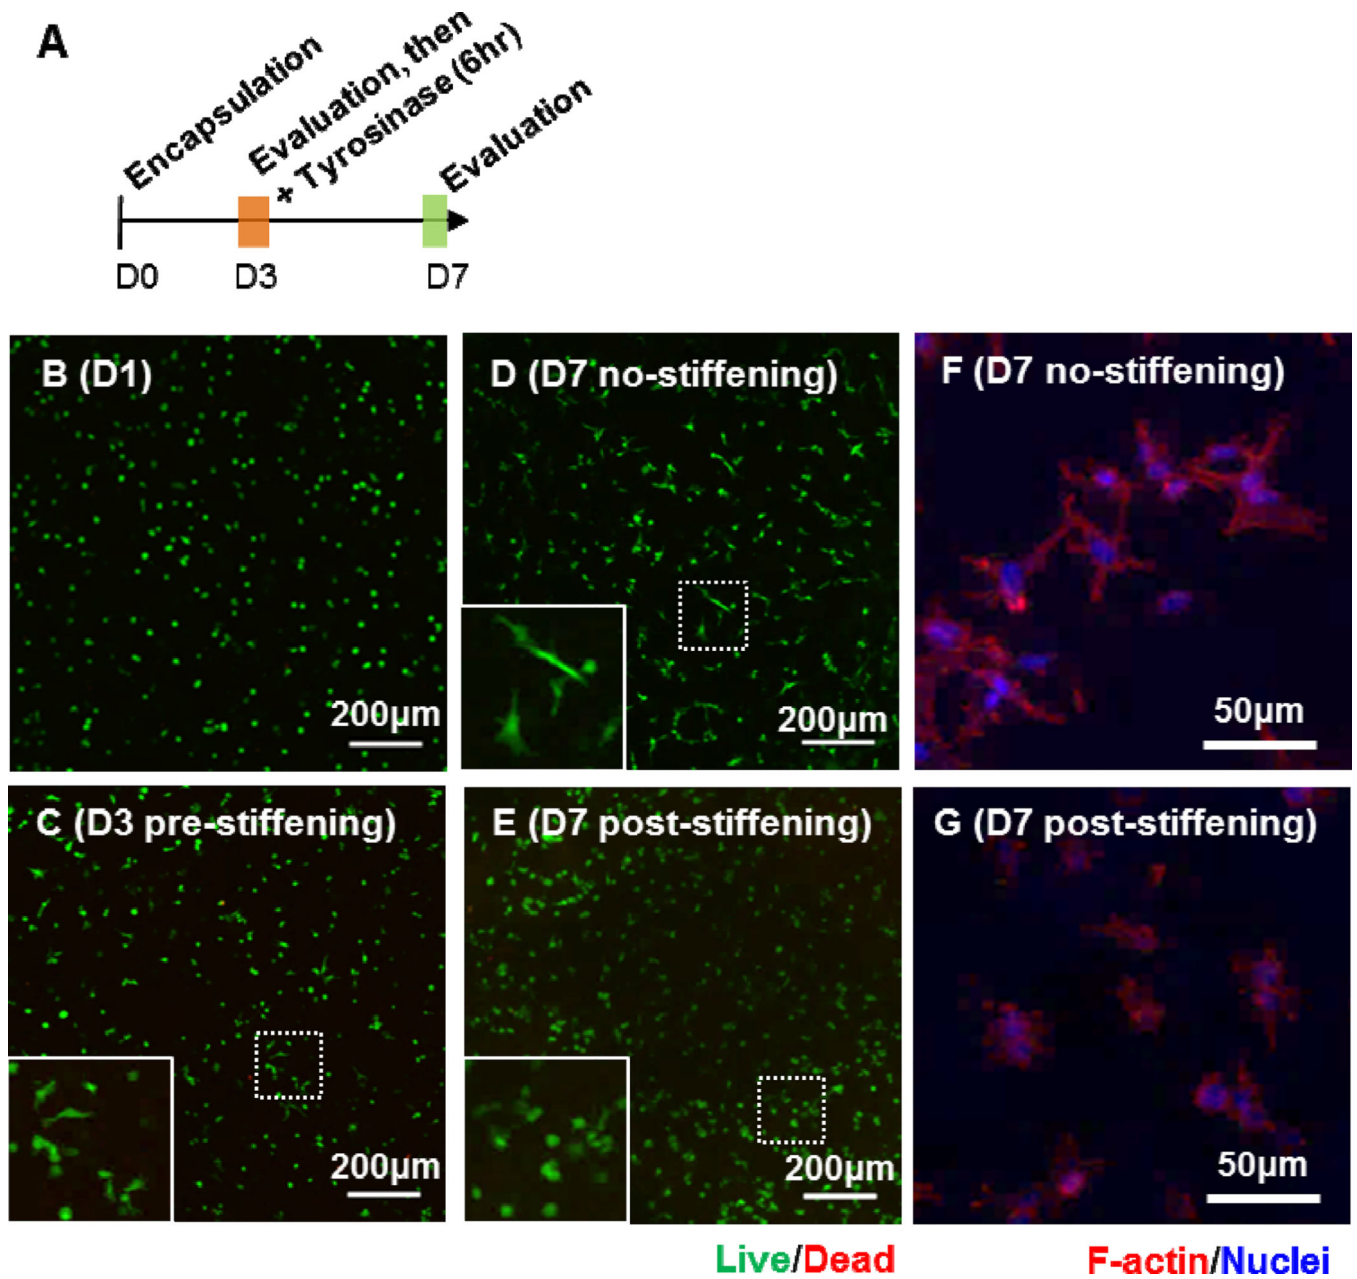 A
Encapsulation
Evaluation, then
+ Tyrosinase (6hr)
Evaluation
D0
D3
D7
B (D1)
200μm
D (D7 no-stiffening)
200μm
F (D7 no-stiffening)
50μm
C (D3 pre-stiffening)
200μm
E (D7 post-stiffening)
200μm
G (D7 post-stiffening)
50μm
Live/Dead
F-actin/Nuclei